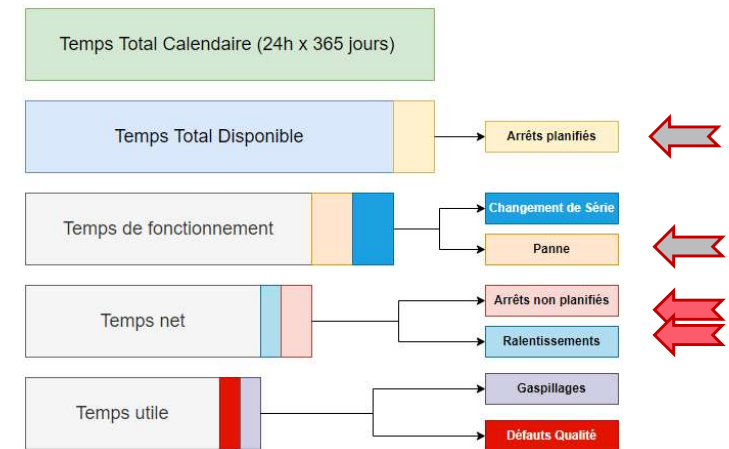 Temps Total Calendaire (24h x 365 jours)
Temps Total Disponible
Arrêts planifiés
Temps de fonctionnement
Changement de Série
Panne
Temps net
Arrêts non planifiés
Ralentissements
Temps utile
Gaspillages
Défauts Qualité